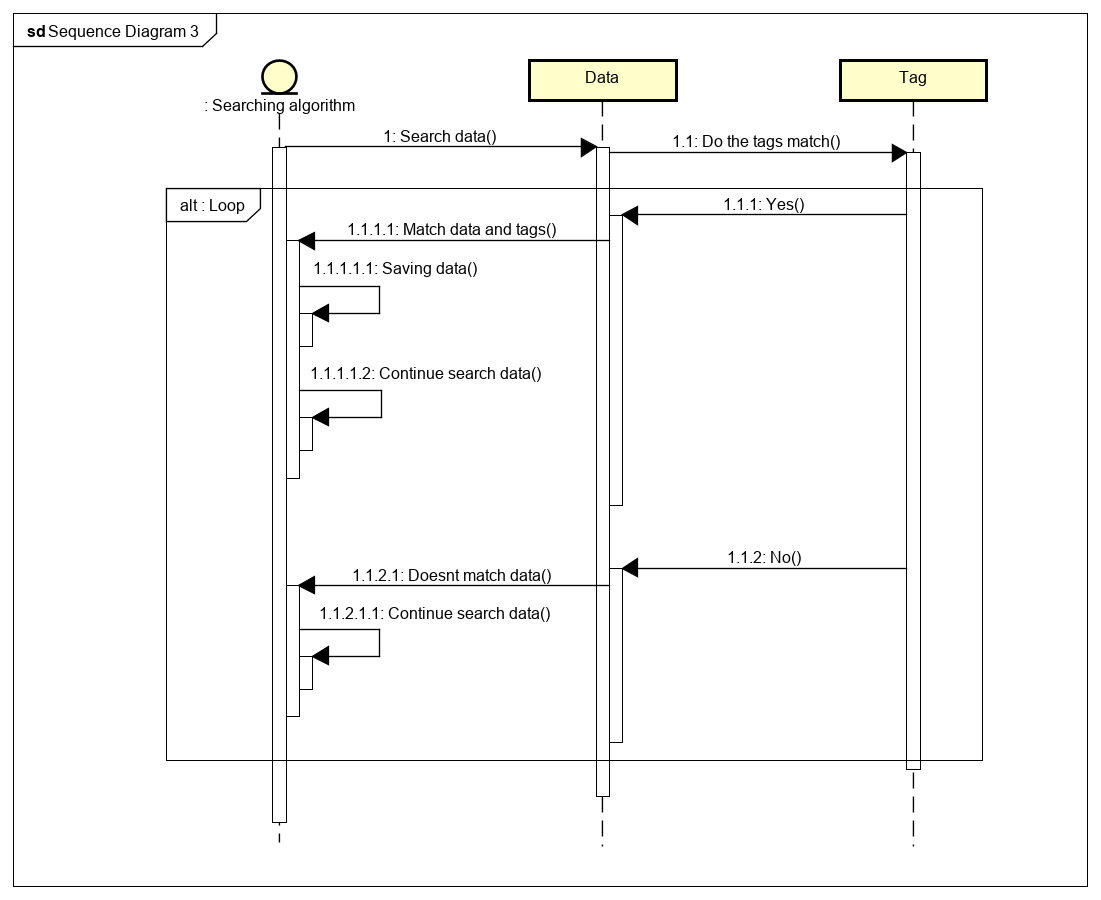 sd Sequence Diagram 3
: Searching algorithm
Data
Tag
1: Search data()
1.1: Do the tags match()
alt : Loop
1.1.1: Yes()
1.1.1.1: Match data and tags()
1.1.1.1.1: Saving data()
1.1.1.1.2: Continue search data()
1.1.2: No()
1.1.2.1: Doesnt match data()
1.1.2.1.1: Continue search data()